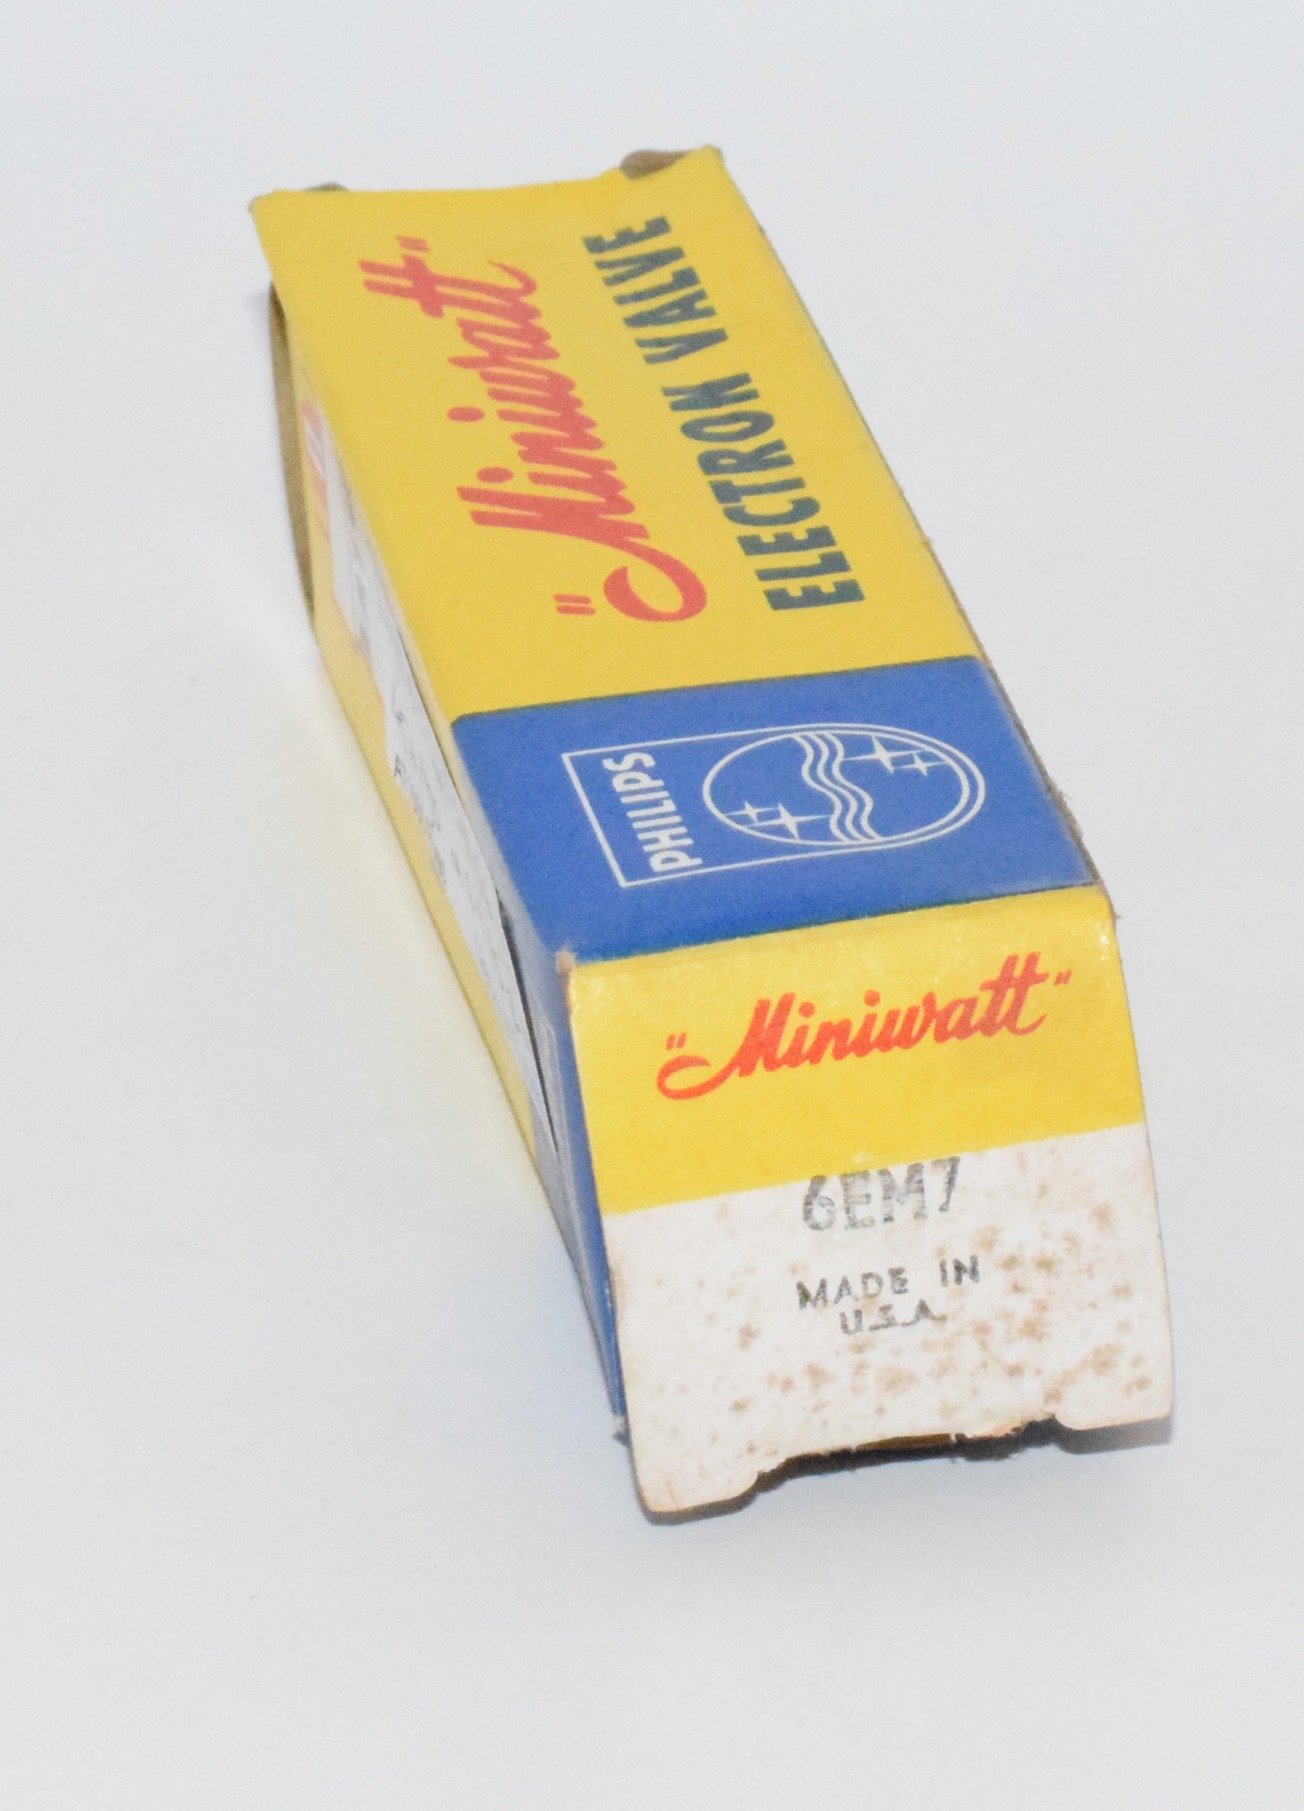 "Miniwatt"
ELECTRON VALVE
PHILIPS
"Miniwatt"
6EM7
MADE IN
U.S.A.